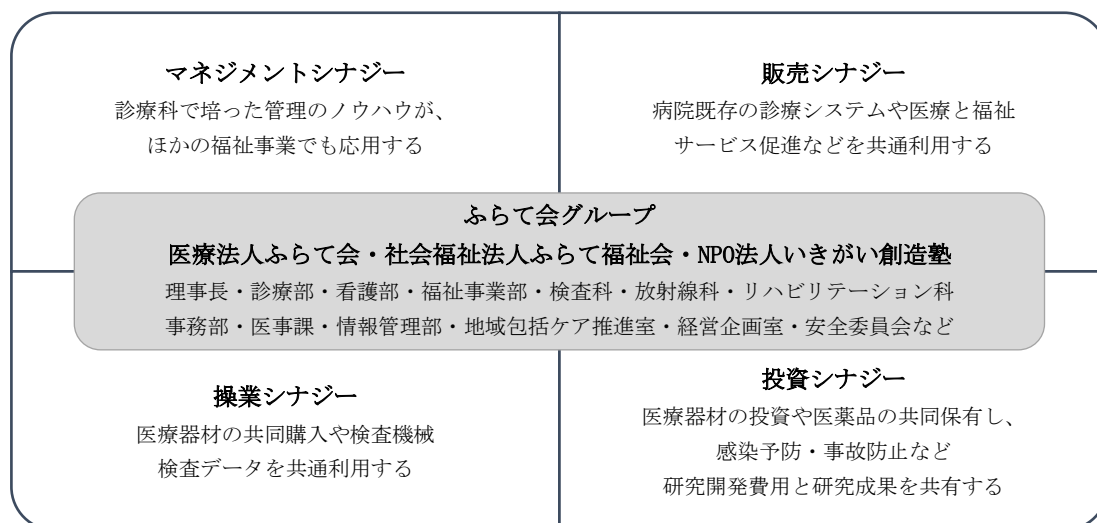 マネジメントシナジー
診療科で培った管理のノウハウが、
ほかの福祉事業でも応用する
販売シナジー
病院既存の診療システムや医療と福祉
サービス促進などを共通利用する
ふらて会グループ
医療法人ふらて会・社会福祉法人ふらて福祉会・NPO法人いきがい創造塾
理事長・診療部・看護部・福祉事業部・検査科・放射線科・リハビリテーション科
事務部・医事課・情報管理部・地域包括ケア推進室・経営企画室・安全委員会など
操業シナジー
医療器材の共同購入や検査機械
検査データを共通利用する
投資シナジー
医療器材の投資や医薬品の共同保有し、
感染予防・事故防止など
研究開発費用と研究成果を共有する